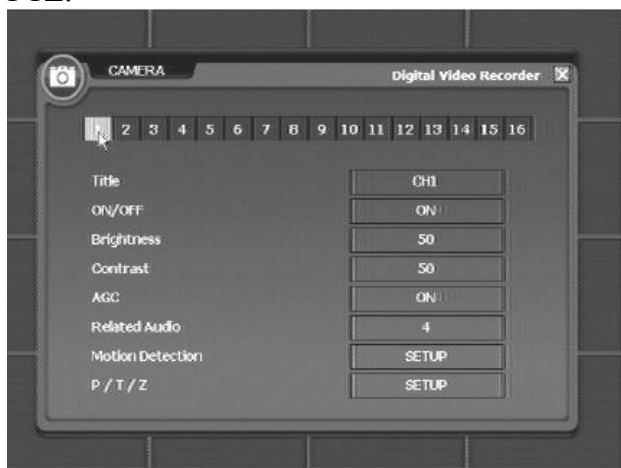 CAMERA
Digital Video Recorder X
1 2 3 4 5 6 7 8 9 10 11 12 13 14 15 16
Title CH1
ON/OFF ON
Brightness 50
Contrast 50
AGC ON
Related Audio 4
Motion Detection SETUP
P / T / Z SETUP